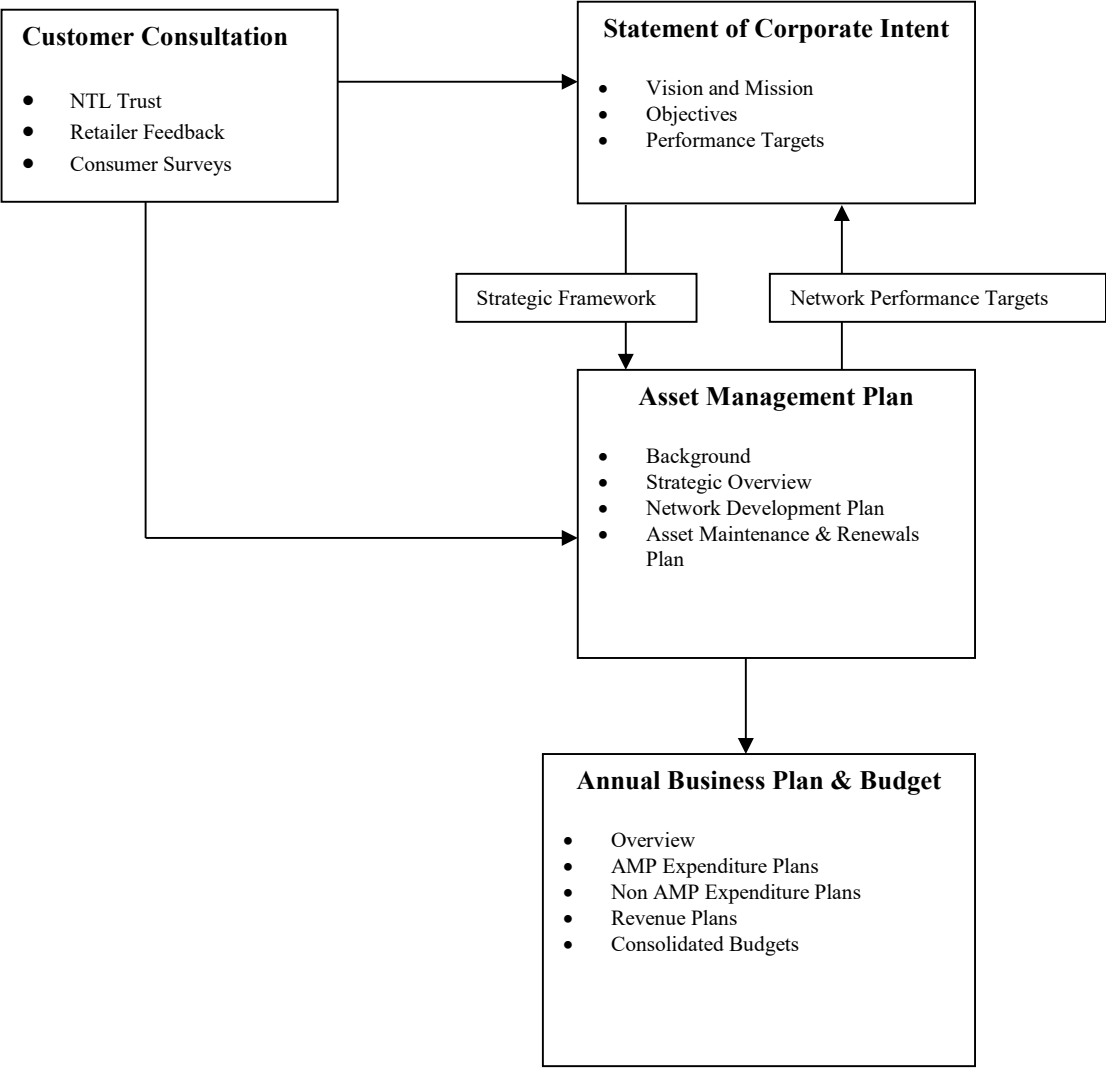 Customer Consultation
● NTL Trust
● Retailer Feedback
● Consumer Surveys
Statement of Corporate Intent
● Vision and Mission
● Objectives
● Performance Targets
Strategic Framework
Network Performance Targets
Asset Management Plan
● Background
● Strategic Overview
● Network Development Plan
● Asset Maintenance & Renewals
Plan
Annual Business Plan & Budget
● Overview
● AMP Expenditure Plans
● Non AMP Expenditure Plans
● Revenue Plans
● Consolidated Budgets